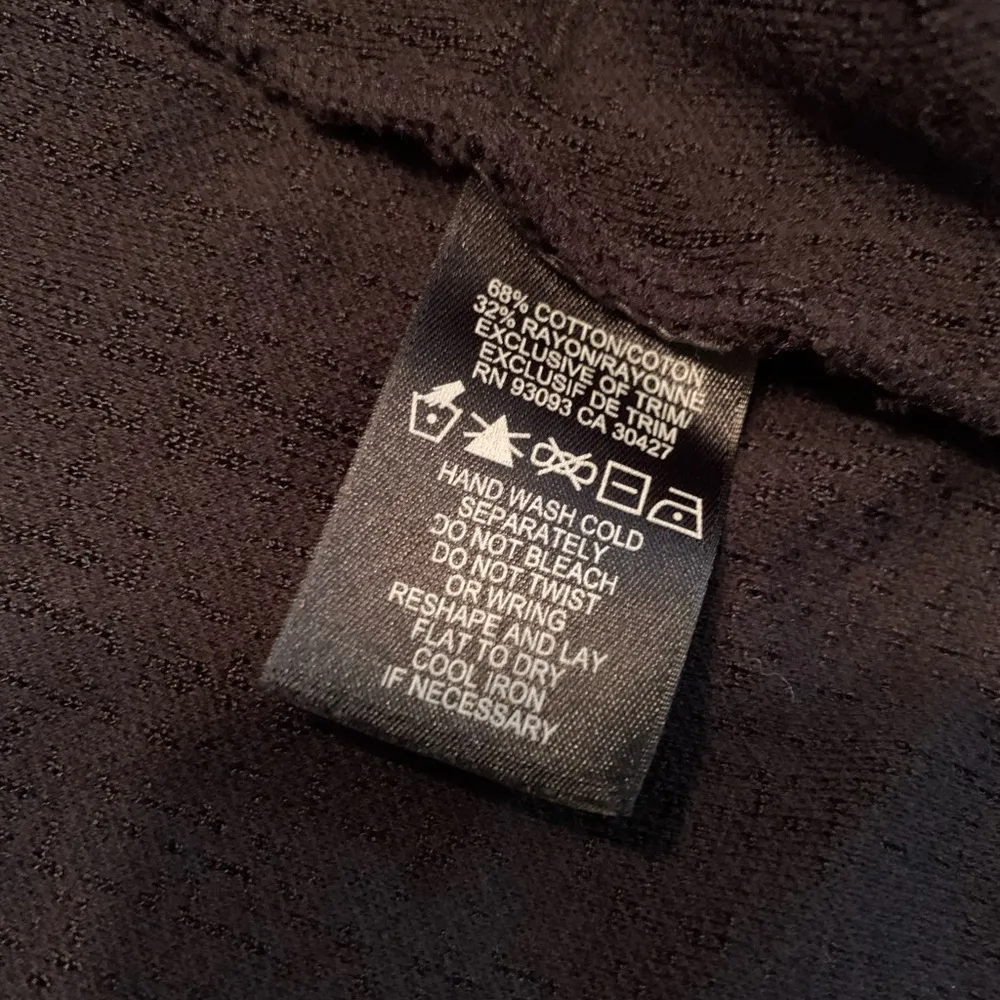 68% COTTON/COTON
32% RAYON/RAYONNE
EXCLUSIVE OF TRIM/
EXCLUSIF DE TRIM
RN 93093 CA 30427
HAND WASH COLD
SEPARATELY
DO NOT BLEACH
DO NOT TWIST
OR WRING
RESHAPE AND LAY
FLAT TO DRY
COOL IRON
IF NECESSARY